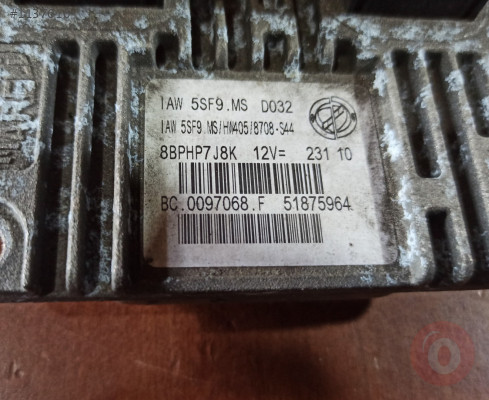 IAW 5SF9.MS D032
IAW 5SF9.MS/HW405/8708-S44
8BPHP7J8K 12V= 231 10
BC.0097068.F 51875964